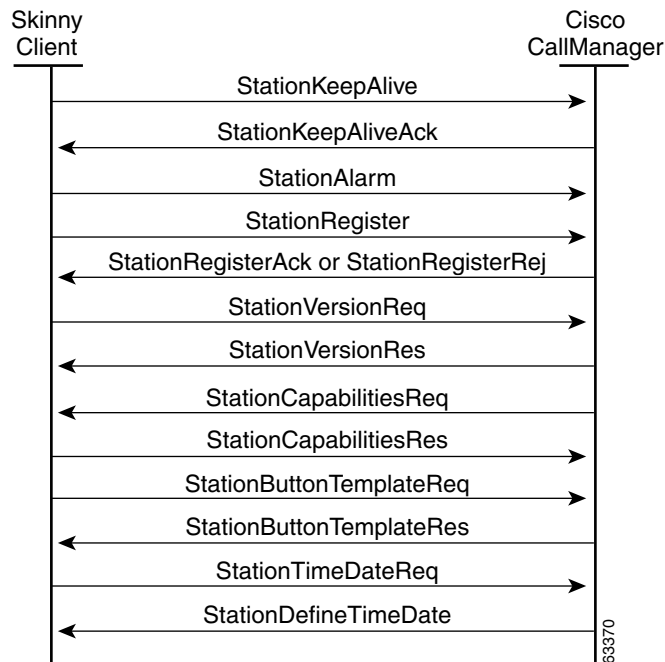 Skinny
Client
Cisco
CallManager
StationKeepAlive
StationKeepAliveAck
StationAlarm
StationRegister
StationRegisterAck or StationRegisterRej
StationVersionReq
StationVersionRes
StationCapabilitiesReq
StationCapabilitiesRes
StationButtonTemplateReq
StationButtonTemplateRes
StationTimeDateReq
StationDefineTimeDate
63370